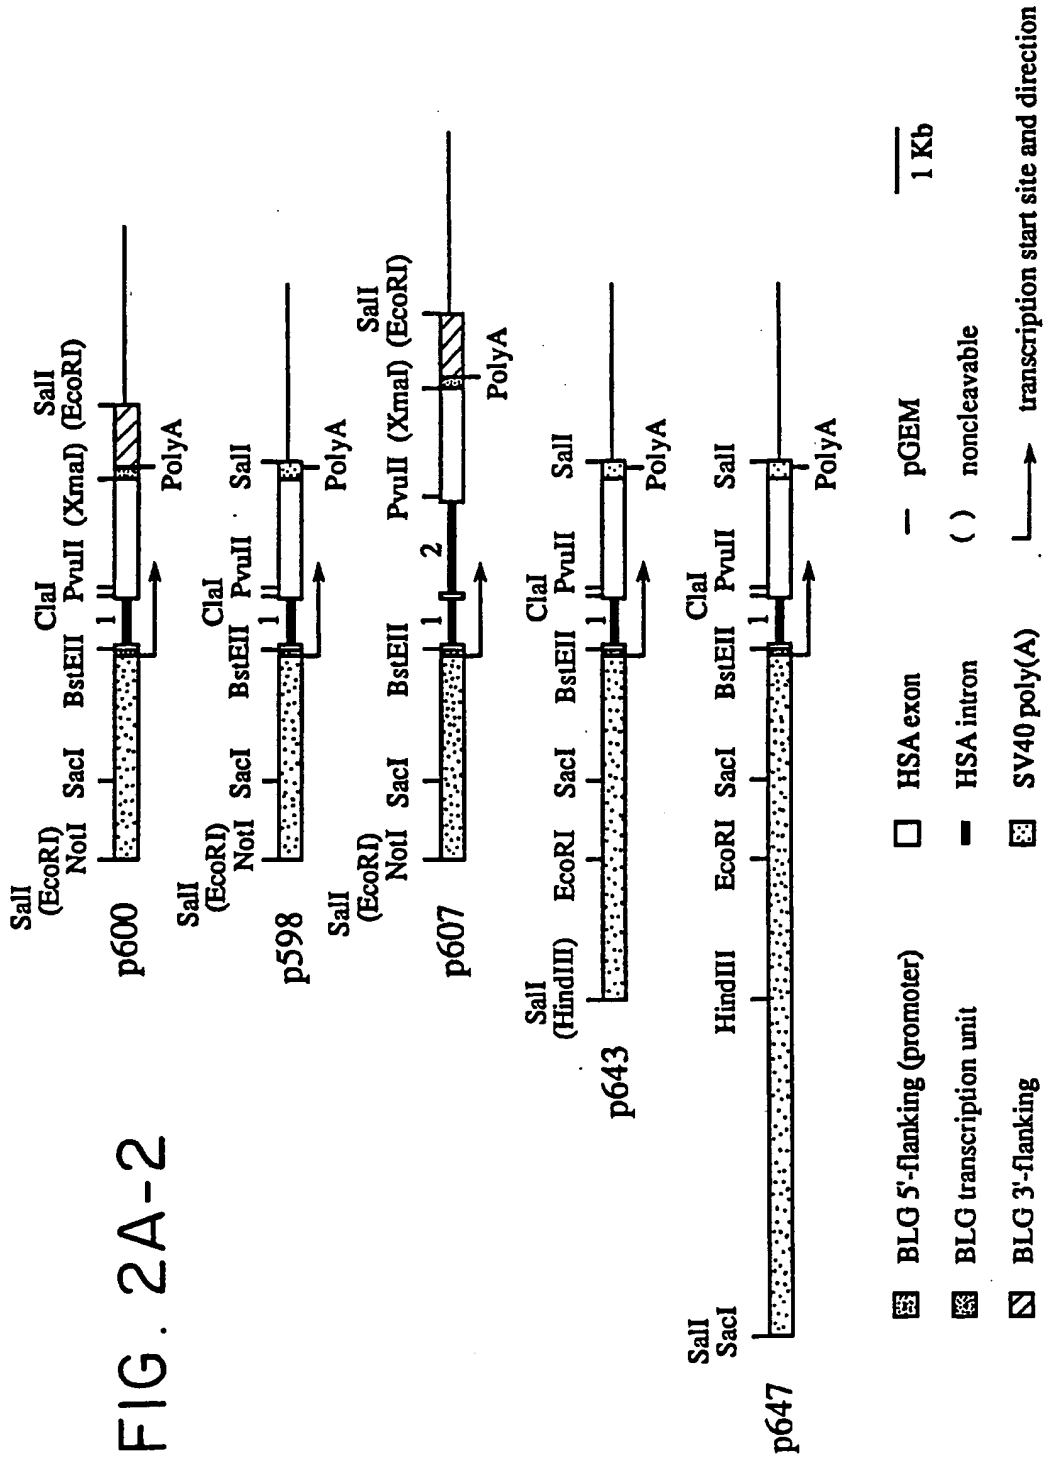 FIG. 2A-2
p600
SalI
(EcoRI)
NotI
SacI
BstEII
1
ClaI
PvuII
(XmaI)
SalI
(EcoRI)
PolyA
p598
SalI
(EcoRI)
NotI
SacI
BstEII
1
ClaI
PvuII
SalI
PolyA
p607
SalI
(EcoRI)
NotI
SacI
BstEII
1
2
PvuII
(XmaI)
SalI
(EcoRI)
PolyA
p643
SalI
(HindIII)
EcoRI
SacI
BstEII
1
ClaI
PvuII
SalI
PolyA
p647
SalI
SacI
HindIII
EcoRI
SacI
BstEII
1
ClaI
PvuII
SalI
PolyA
BLG 5'-flanking (promoter)
BLG transcription unit
BLG 3'-flanking
HSA exon
HSA intron
SV40 poly(A)
pGEM
( ) noncleavable
transcription start site and direction
1 Kb